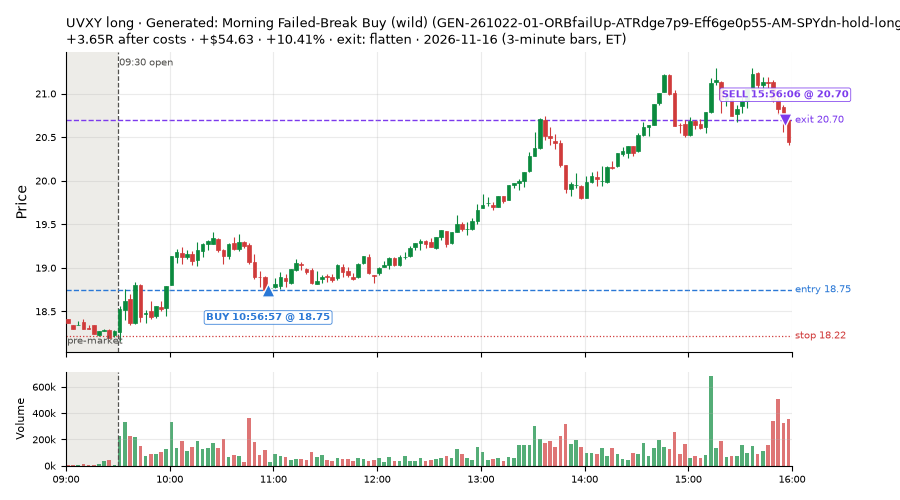 UVXY long · Generated: Morning Failed-Break Buy (wild) (GEN-261022-01-ORBfailUp-ATRdge7p9-Eff6ge0p55-AM-SPYdn-hold-long
+3.65R after costs · +$54.63 · +10.41% · exit: flatten · 2026-11-16 (3-minute bars, ET)
09:30 open
21.0
SELL 15:56:06 @ 20.70
exit 20.70
20.5
20.0
Price
19.5
19.0
entry 18.75
18.5
BUY 10:56:57 @ 18.75
stop 18.22
pre-market
600k
400k
Volume
200k
0k
09:00
10:00
11:00
12:00
13:00
14:00
15:00
16:00